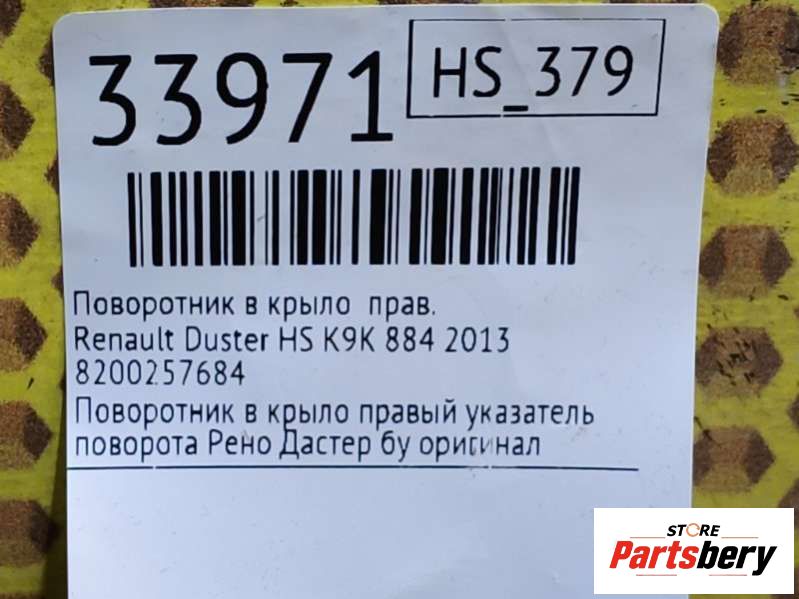 33971
HS_379
Поворотник в крыло прав.
Renault Duster HS K9K 884 2013
8200257684
Поворотник в крыло правый указатель
поворота Рено Дастер бу оригинал
STORE
Partsbery